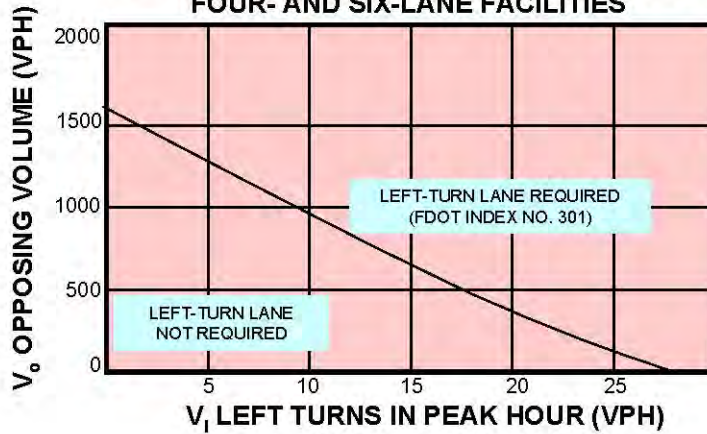 FOUR- AND SIX-LANE FACILITIES
V₀ OPPOSING VOLUME (VPH)
2000
1500
1000
500
0
LEFT-TURN LANE REQUIRED
(FDOT INDEX NO. 301)
LEFT-TURN LANE
NOT REQUIRED
5 10 15 20 25
Vₗ LEFT TURNS IN PEAK HOUR (VPH)